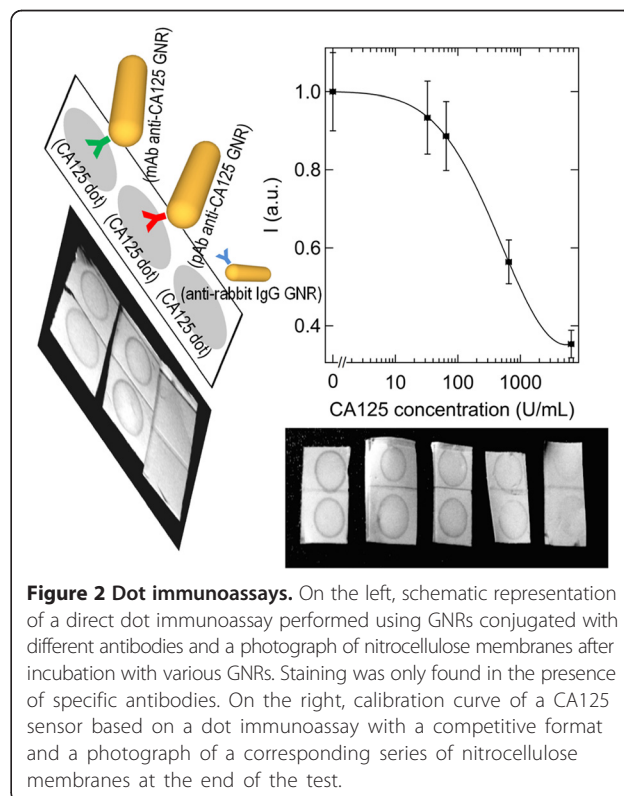 (CA125 dot)
(mAb anti-CA125 GNR)
(CA125 dot)
(pAb anti-CA125 GNR)
(CA125 dot)
(anti-rabbit IgG GNR)
1.0
0.8
0.6
0.4
I (a.u.)
0 10 100 1000
CA125 concentration (U/mL)
Figure 2 Dot immunoassays. On the left, schematic representation
of a direct dot immunoassay performed using GNRs conjugated with
different antibodies and a photograph of nitrocellulose membranes after
incubation with various GNRs. Staining was only found in the presence
of specific antibodies. On the right, calibration curve of a CA125
sensor based on a dot immunoassay with a competitive format
and a photograph of a corresponding series of nitrocellulose
membranes at the end of the test.